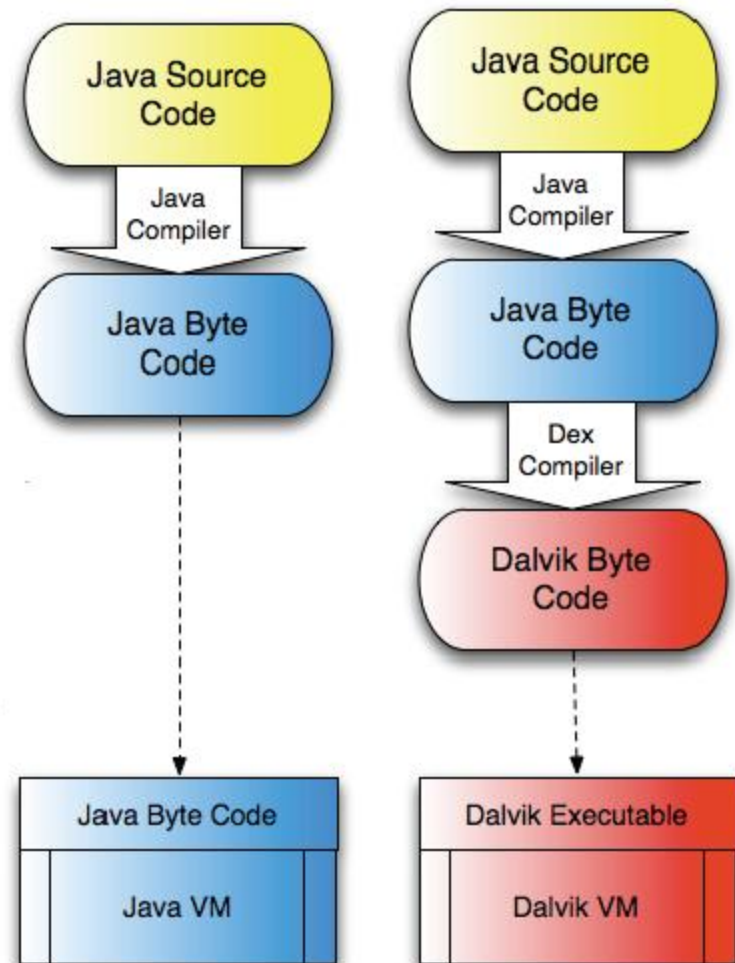 Java Source
Code
Java
Compiler
Java Byte
Code
Java Byte Code
Java VM
Java Source
Code
Java
Compiler
Java Byte
Code
Dex
Compiler
Dalvik Byte
Code
Dalvik Executable
Dalvik VM